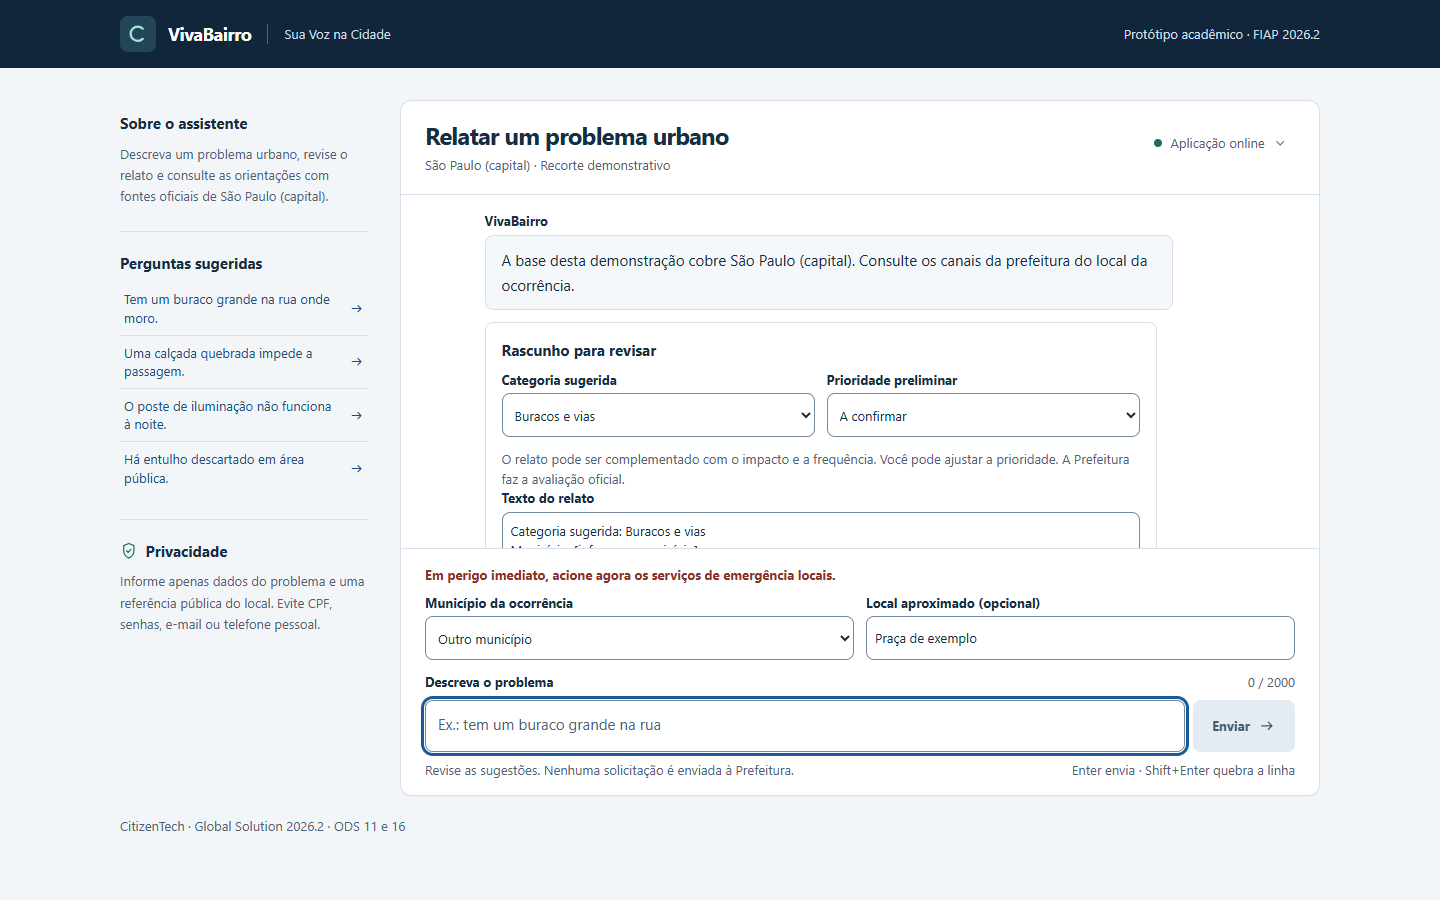 C VivaBairro Sua Voz na Cidade
Protótipo acadêmico · FIAP 2026.2
Sobre o assistente
Descreva um problema urbano, revise o
relato e consulte as orientações com
fontes oficiais de São Paulo (capital).
Perguntas sugeridas
Tem um buraco grande na rua onde
moro.
Uma calçada quebrada impede a
passagem.
O poste de iluminação não funciona
à noite.
Há entulho descartado em área
pública.
Privacidade
Informe apenas dados do problema e uma
referência pública do local. Evite CPF,
senhas, e-mail ou telefone pessoal.
Relatar um problema urbano
São Paulo (capital) · Recorte demonstrativo
Aplicação online
VivaBairro
A base desta demonstração cobre São Paulo (capital). Consulte os canais da prefeitura do local da
ocorrência.
Rascunho para revisar
Categoria sugerida
Prioridade preliminar
Buracos e vias
A confirmar
O relato pode ser complementado com o impacto e a frequência. Você pode ajustar a prioridade. A Prefeitura
faz a avaliação oficial.
Texto do relato
Categoria sugerida: Buracos e vias
Em perigo imediato, acione agora os serviços de emergência locais.
Município da ocorrência
Local aproximado (opcional)
Outro município
Praça de exemplo
Descreva o problema
0 / 2000
Ex.: tem um buraco grande na rua
Enviar
Revise as sugestões. Nenhuma solicitação é enviada à Prefeitura.
Enter envia · Shift+Enter quebra a linha
CitizenTech · Global Solution 2026.2 · ODS 11 e 16